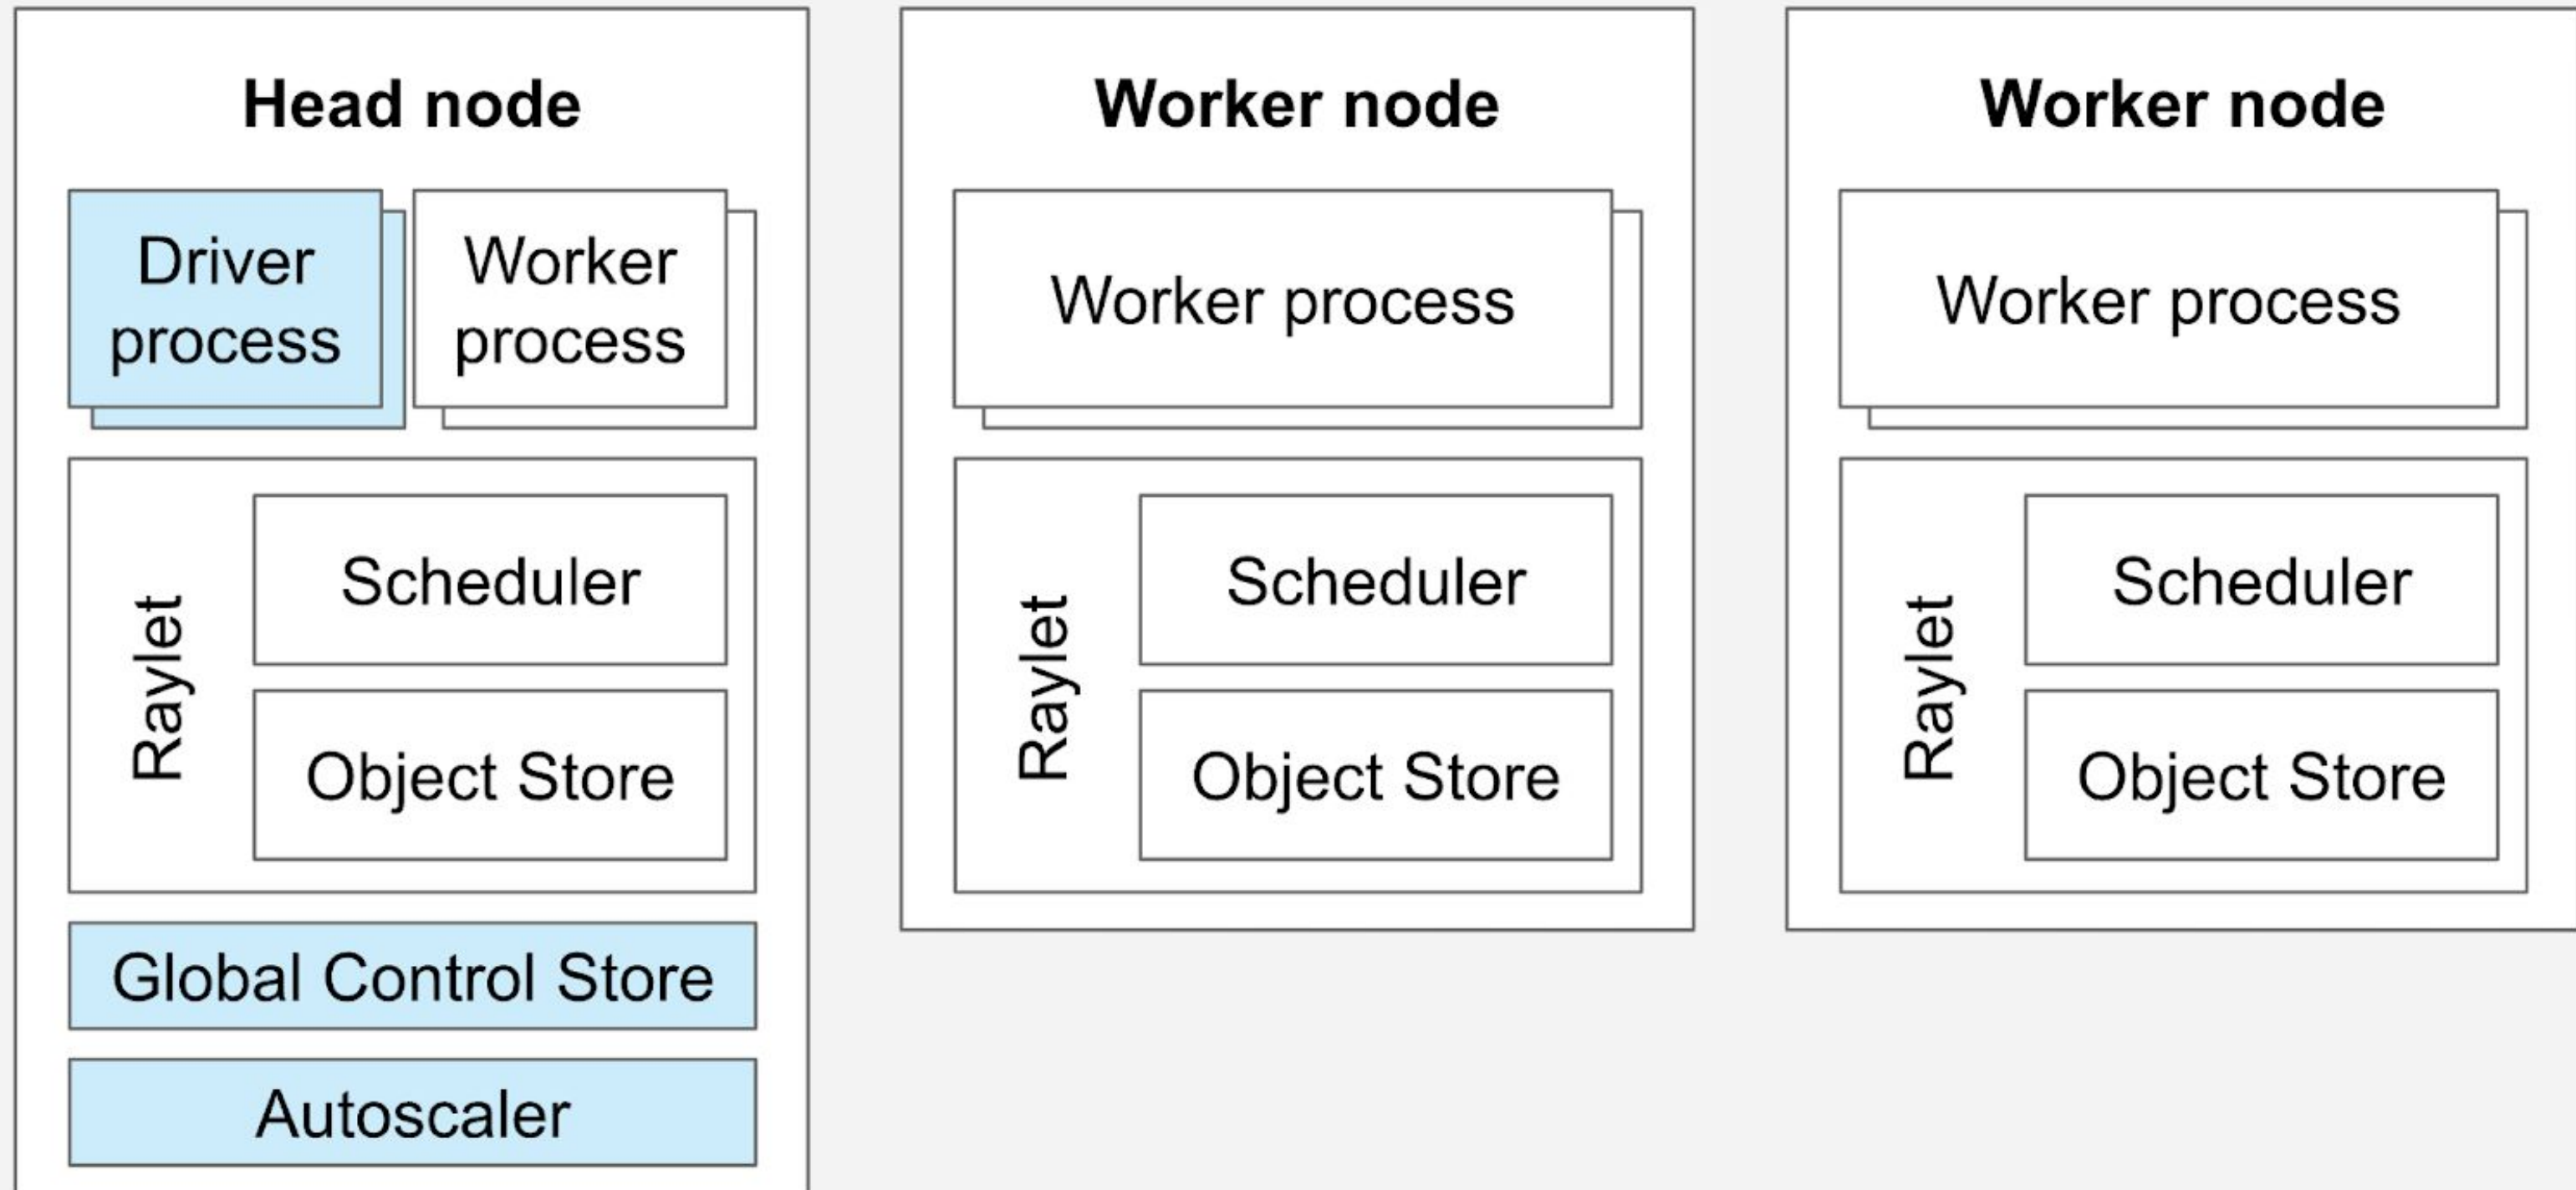 Head node
Driver
process
Worker
process
Raylet
Scheduler
Object Store
Global Control Store
Autoscaler
Worker node
Worker process
Raylet
Scheduler
Object Store
Worker node
Worker process
Raylet
Scheduler
Object Store